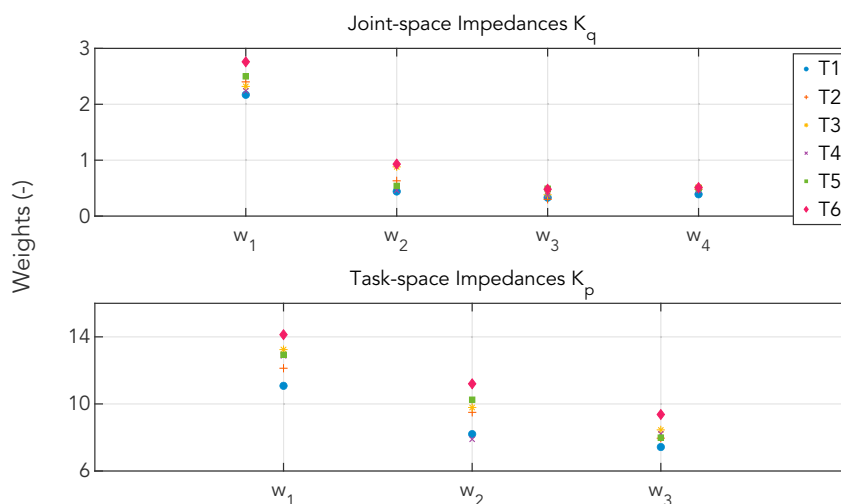 Joint-space Impedances K_q
3
2
1
0
w_1 w_2 w_3 w_4
T1
T2
T3
T4
T5
T6
Weights (-)
Task-space Impedances K_p
14
10
6
w_1 w_2 w_3